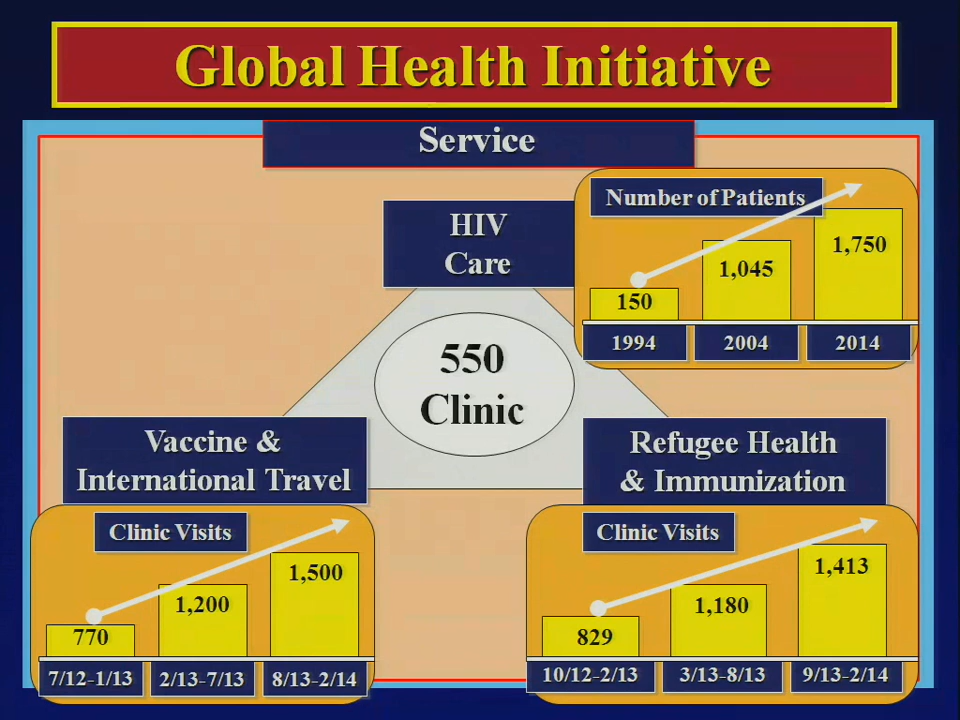 Global Health Initiative
Service
HIV
Care
Number of Patients
150
1,045
1,750
1994
2004
2014
550
Clinic
Vaccine &
International Travel
Clinic Visits
770
1,200
1,500
7/12-1/13
2/13-7/13
8/13-2/14
Refugee Health
& Immunization
Clinic Visits
829
1,180
1,413
10/12-2/13
3/13-8/13
9/13-2/14